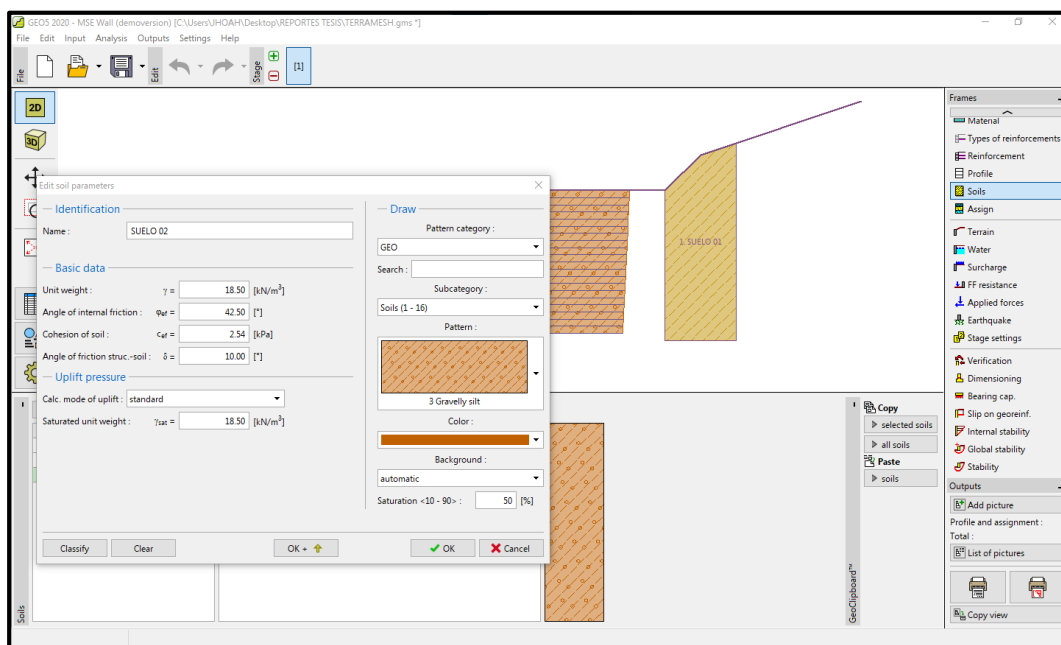 GEO5 2020 - MSE Wall (demoversion) [C:\Users\JHOAH\Desktop\REPORTES TESIS\TERRAMESH.gms *]
File Edit Input Analysis Outputs Settings Help
File
Edit
Stage
[1]
2D
3D
Edit soil parameters
Identification
Name : SUELO 02
Basic data
Unit weight : γ = 18.50 [kN/m³]
Angle of internal friction : φef = 42.50 [°]
Cohesion of soil : cef = 2.54 [kPa]
Angle of friction struc.-soil : δ = 10.00 [°]
Uplift pressure
Calc. mode of uplift : standard
Saturated unit weight : γsat = 18.50 [kN/m³]
Draw
Pattern category :
GEO
Search :
Subcategory :
Soils (1 - 16)
Pattern :
3 Gravelly silt
Color :
Background :
automatic
Saturation <10 - 90> : 50 [%]
Classify Clear OK + OK Cancel
1. SUELO 01
Soils
GeoClipboard™
Copy
selected soils
all soils
Paste
soils
Frames
Material
Types of reinforcements
Reinforcement
Profile
Soils
Assign
Terrain
Water
Surcharge
FF resistance
Applied forces
Earthquake
Stage settings
Verification
Dimensioning
Bearing cap.
Slip on georeinf.
Internal stability
Global stability
Stability
Outputs
Add picture
Profile and assignment :
Total :
List of pictures
Copy view